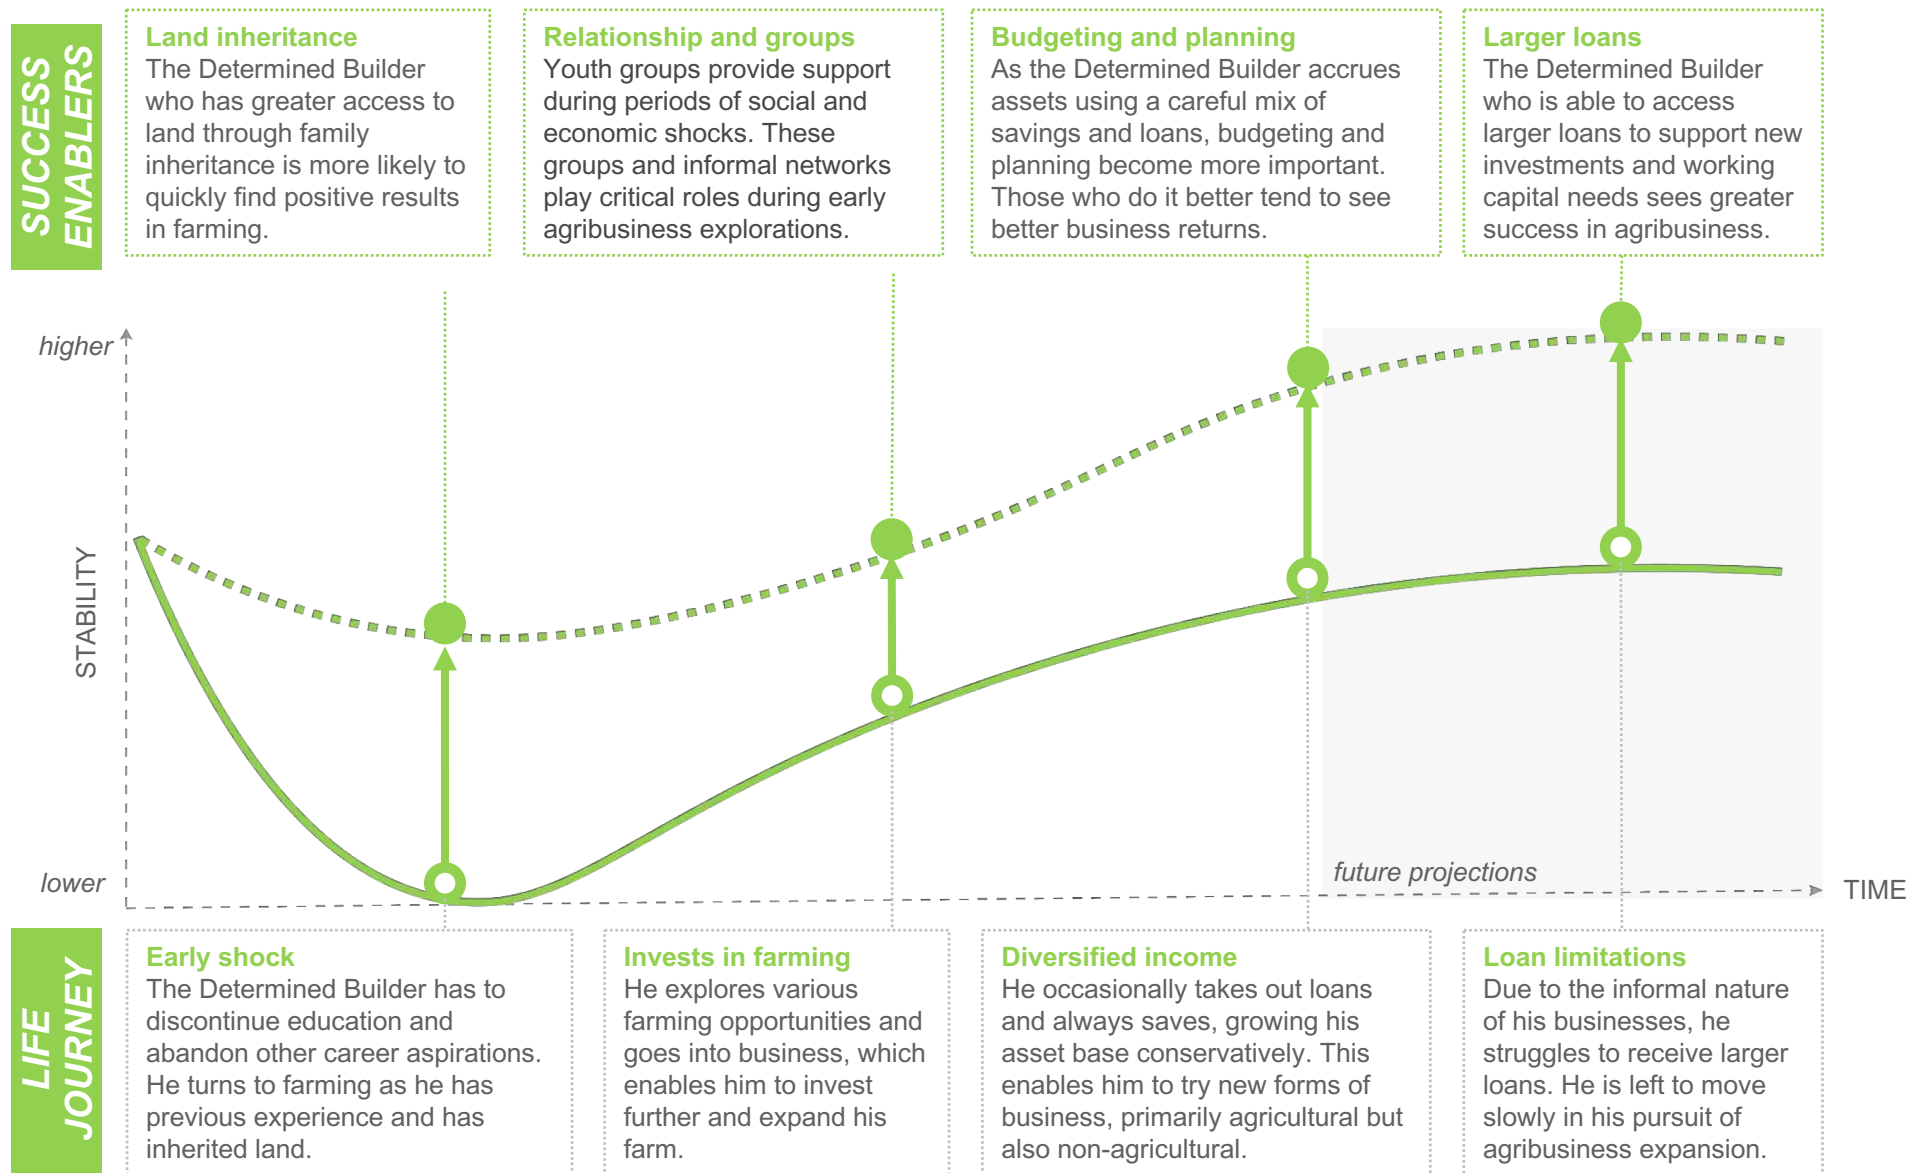 SUCCESS
ENABLERS
Land inheritance
The Determined Builder
who has greater access to
land through family
inheritance is more likely to
quickly find positive results
in farming.
Relationship and groups
Youth groups provide support
during periods of social and
economic shocks. These
groups and informal networks
play critical roles during early
agribusiness explorations.
Budgeting and planning
As the Determined Builder accrues
assets using a careful mix of
savings and loans, budgeting and
planning become more important.
Those who do it better tend to see
better business returns.
Larger loans
The Determined Builder
who is able to access
larger loans to support new
investments and working
capital needs sees greater
success in agribusiness.
higher
STABILITY
lower
future projections
TIME
LIFE
JOURNEY
Early shock
The Determined Builder has to
discontinue education and
abandon other career aspirations.
He turns to farming as he has
previous experience and has
inherited land.
Invests in farming
He explores various
farming opportunities and
goes into business, which
enables him to invest
further and expand his
farm.
Diversified income
He occasionally takes out loans
and always saves, growing his
asset base conservatively. This
enables him to try new forms of
business, primarily agricultural but
also non-agricultural.
Loan limitations
Due to the informal nature
of his businesses, he
struggles to receive larger
loans. He is left to move
slowly in his pursuit of
agribusiness expansion.